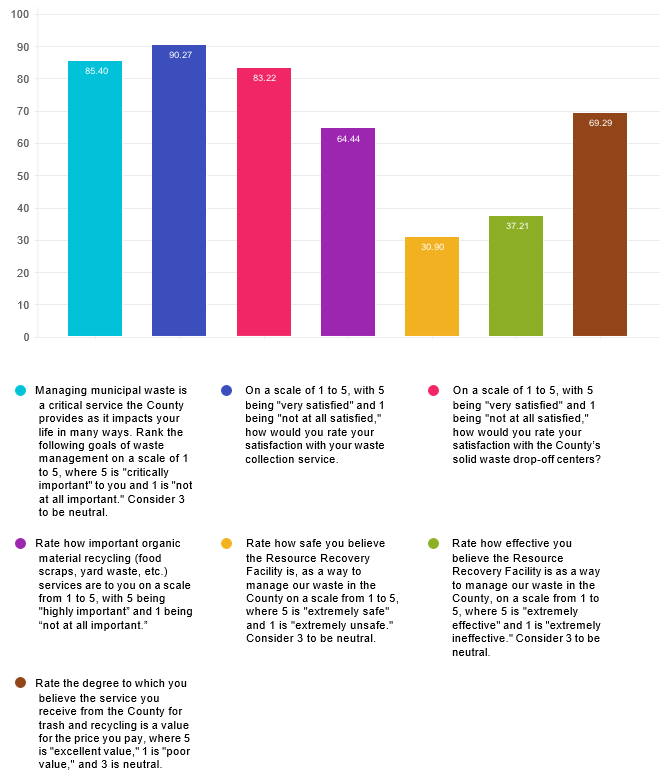 100
90
80
70
60
50
40
30
20
10
0
85.40
90.27
83.22
64.44
30.90
37.21
69.29
Managing municipal waste is
a critical service the County
provides as it impacts your
life in many ways. Rank the
following goals of waste
management on a scale of 1
to 5, where 5 is "critically
important" to you and 1 is "not
at all important." Consider 3
to be neutral.
On a scale of 1 to 5, with 5
being "very satisfied" and 1
being "not at all satisfied,"
how would you rate your
satisfaction with your waste
collection service.
On a scale of 1 to 5, with 5
being "very satisfied" and 1
being "not at all satisfied,"
how would you rate your
satisfaction with the County’s
solid waste drop-off centers?
Rate how important organic
material recycling (food
scraps, yard waste, etc.)
services are to you on a scale
from 1 to 5, with 5 being
"highly important” and 1 being
“not at all important.”
Rate how safe you believe
the Resource Recovery
Facility is, as a way to
manage our waste in the
County on a scale from 1 to 5,
where 5 is "extremely safe"
and 1 is "extremely unsafe."
Consider 3 to be neutral.
Rate how effective you
believe the Resource
Recovery Facility is as a way
to manage our waste in the
County, on a scale from 1 to
5, where 5 is "extremely
effective" and 1 is "extremely
ineffective." Consider 3 to be
neutral.
Rate the degree to which you
believe the service you
receive from the County for
trash and recycling is a value
for the price you pay, where 5
is "excellent value," 1 is "poor
value," and 3 is neutral.